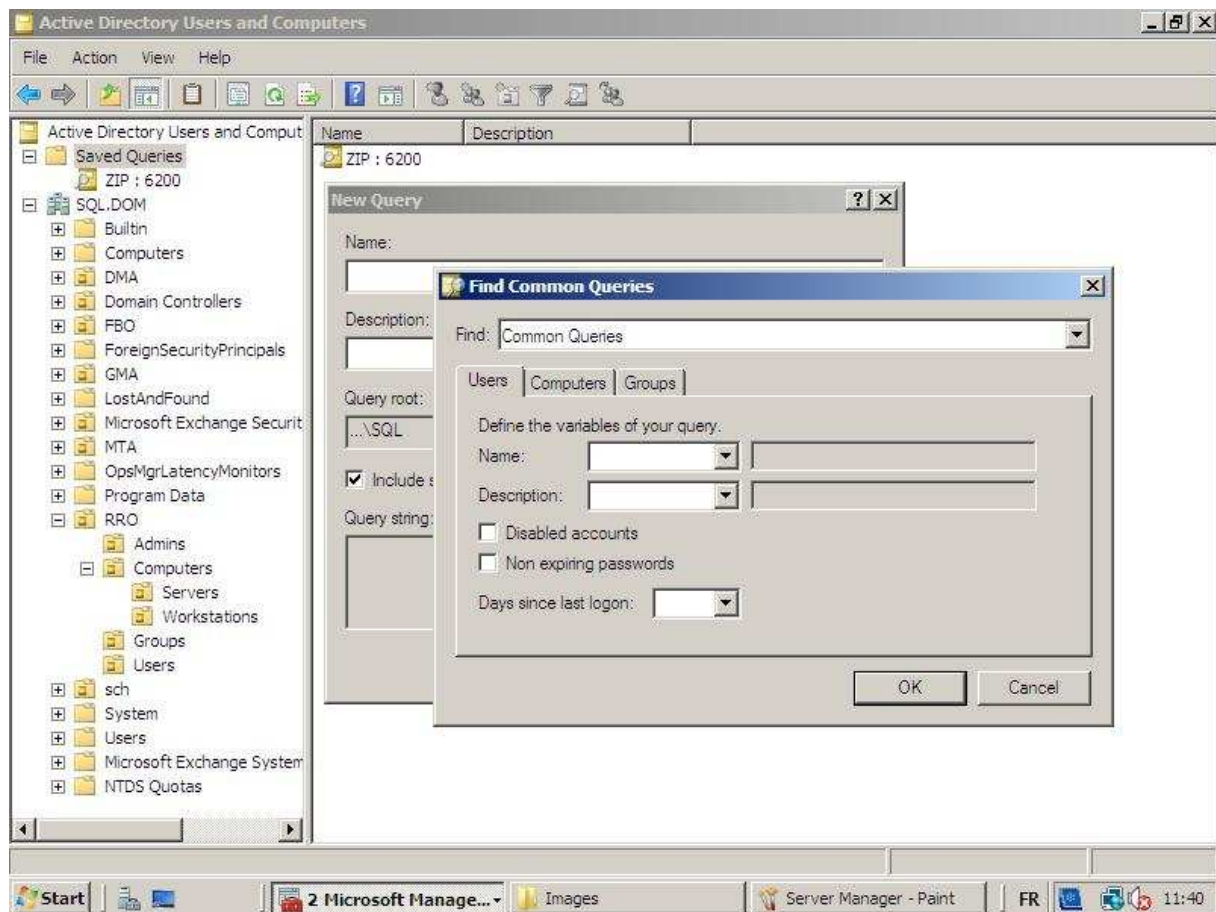 Active Directory Users and Computers
File Action View Help
Active Directory Users and Comput
Saved Queries
ZIP : 6200
SQL.DOM
Builtin
Computers
DMA
Domain Controllers
FBO
ForeignSecurityPrincipals
GMA
LostAndFound
Microsoft Exchange Securit
MTA
OpsMgrLatencyMonitors
Program Data
RRO
Admins
Computers
Servers
Workstations
Groups
Users
sch
System
Users
Microsoft Exchange System
NTDS Quotas
Name Description
ZIP : 6200
New Query
Name:
Description:
Query root:
...\SQL
Include s
Query string:
Find Common Queries
Find: Common Queries
Users Computers Groups
Define the variables of your query.
Name:
Description:
Disabled accounts
Non expiring passwords
Days since last logon:
OK Cancel
Start 2 Microsoft Manage... Images Server Manager - Paint FR 11:40